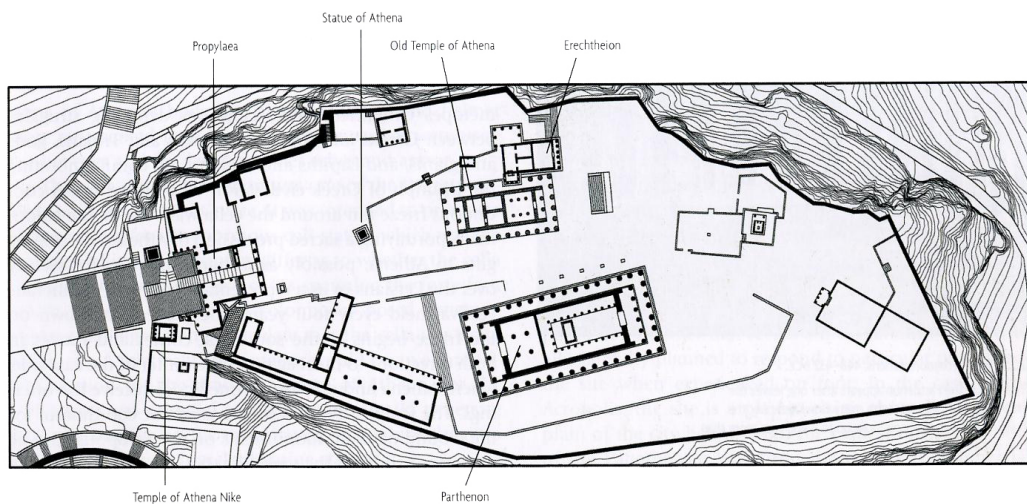 Statue of Athena
Propylaea
Old Temple of Athena
Erechtheion
Temple of Athena Nike
Parthenon